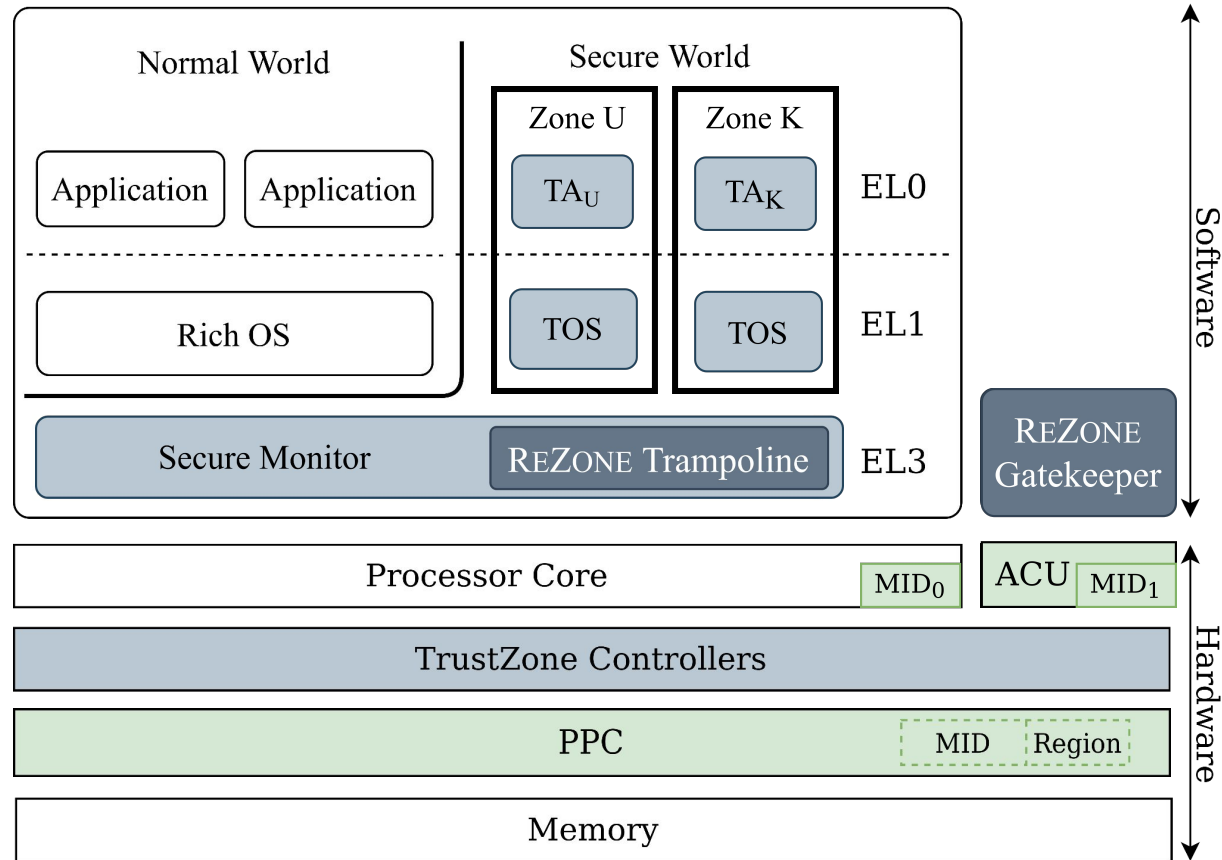 Normal World
Secure World
Zone U
Zone K
Application
Application
TAU
TAK
EL0
Rich OS
TOS
TOS
EL1
Secure Monitor
REZONE Trampoline
EL3
REZONE
Gatekeeper
Software
Processor Core
MID0
ACU
MID1
TrustZone Controllers
PPC
MID
Region
Memory
Hardware